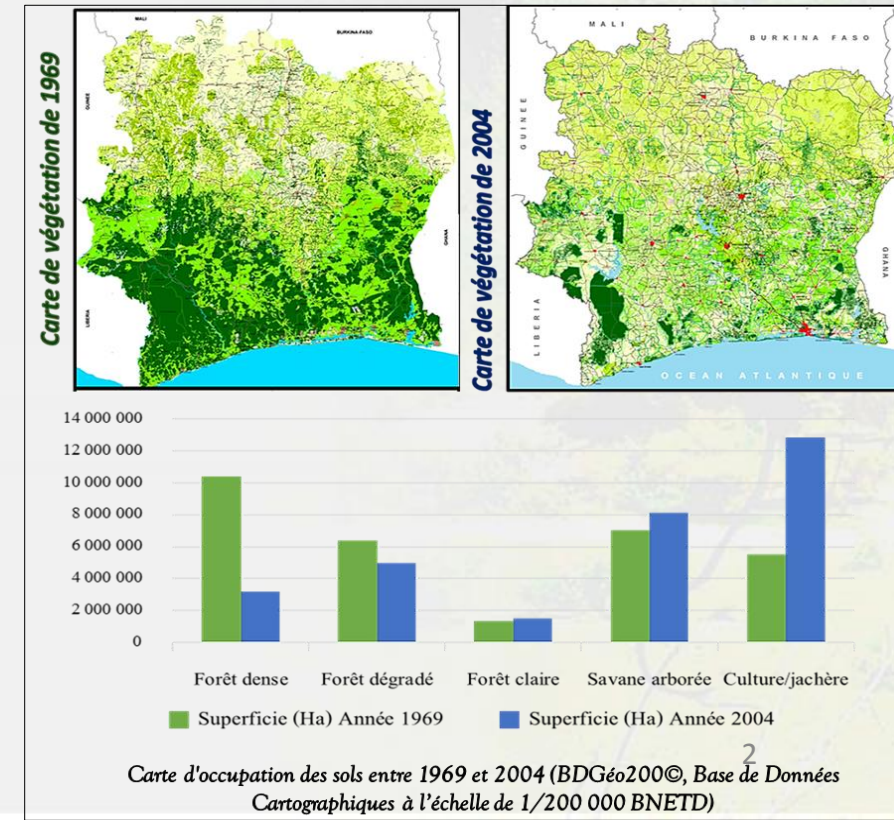 Carte de végétation de 1969
MALI
BURKINA-FASO
GUINEE
GHANA
LIBERIA
Carte de végétation de 2004
MALI
BURKINA FASO
GUINEE
GHANA
LIBERIA
OCEAN ATLANTIQUE
14 000 000
12 000 000
10 000 000
8 000 000
6 000 000
4 000 000
2 000 000
0
Forêt dense Forêt dégradé Forêt claire Savane arborée Culture/jachère
Superficie (Ha) Année 1969 Superficie (Ha) Année 2004
2
Carte d'occupation des sols entre 1969 et 2004 (BDGéo200©, Base de Données
Cartographiques à l'échelle de 1/200 000 BNETD)